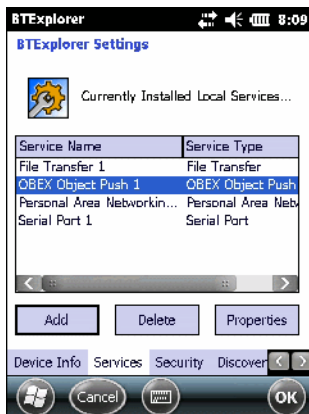 BTExplorer 8:09
BTExplorer Settings
Currently Installed Local Services...
Service Name Service Type
File Transfer 1 File Transfer
OBEX Object Push 1 OBEX Object Push
Personal Area Networkin... Personal Area Netw
Serial Port 1 Serial Port
Add Delete Properties
Device Info Services Security Discover
Cancel OK